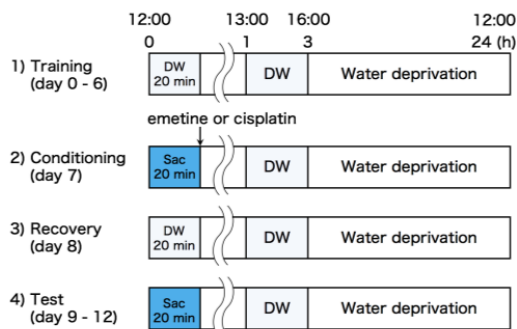 12:00 13:00 16:00 12:00
0 1 3 24 (h)
1) Training
(day 0 - 6)
DW
20 min
DW
Water deprivation
emetine or cisplatin
2) Conditioning
(day 7)
Sac
20 min
DW
Water deprivation
3) Recovery
(day 8)
DW
20 min
DW
Water deprivation
4) Test
(day 9 - 12)
Sac
20 min
DW
Water deprivation